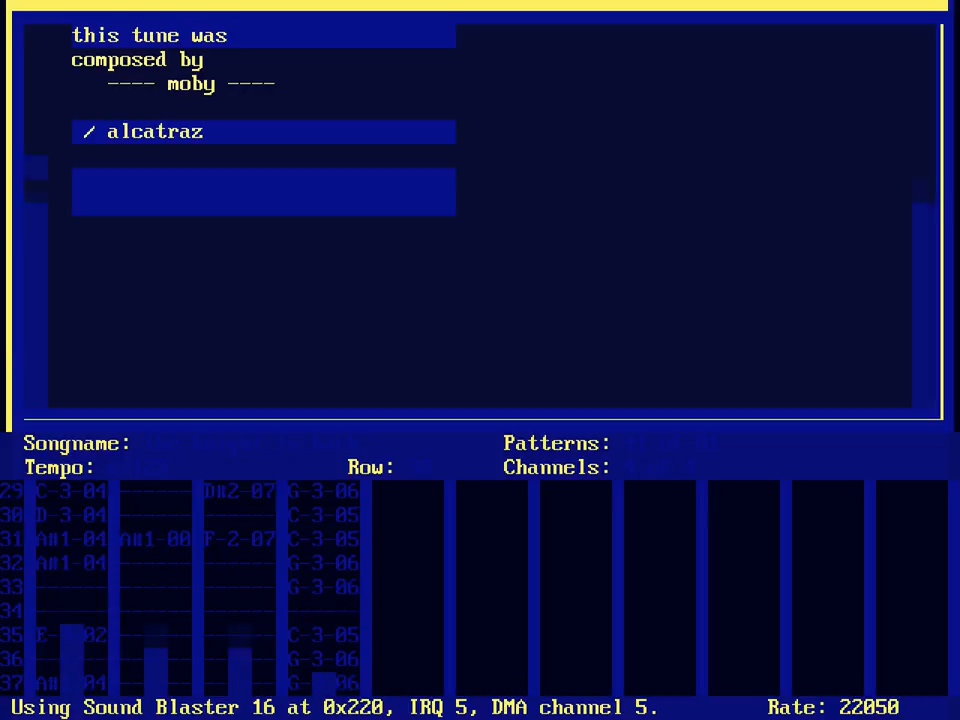 this tune was
composed by
---- moby ----
/ alcatraz
Songname: Patterns:
Tempo: Row: Channels:
29 C-3-04 ------- D#2-07 G-3-06
30 D-3-04 ------- ------- C-3-05
31 A#1-04 A#1-00 F-2-07 C-3-05
32 A#1-04 ------- ------- G-3-06
33 ------- ------- ------- G-3-06
34 ------- ------- ------- -------
35 C-3-05
36 G-3-06
37
Using Sound Blaster 16 at 0x220, IRQ 5, DMA channel 5. Rate: 22050